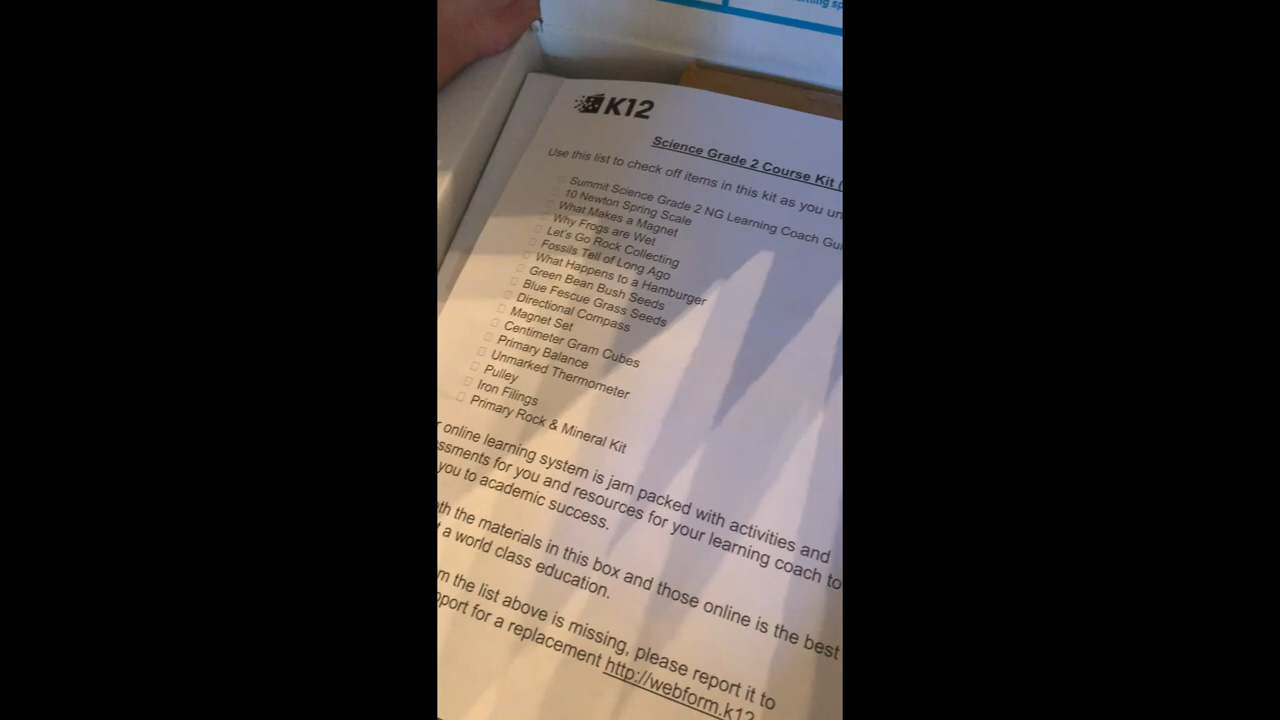 K12
Science Grade 2 Course Kit (
Use this list to check off items in this kit as you un
Summit Science Grade 2 NG Learning Coach Gui
10 Newton Spring Scale
What Makes a Magnet
Why Frogs are Wet
Let's Go Rock Collecting
Fossils Tell of Long Ago
What Happens to a Hamburger
Green Bean Bush Seeds
Blue Fescue Grass Seeds
Directional Compass
Magnet Set
Centimeter Gram Cubes
Primary Balance
Unmarked Thermometer
Pulley
Iron Filings
Primary Rock & Mineral Kit
r online learning system is jam packed with activities and
ssments for you and resources for your learning coach to
you to academic success.
oth the materials in this box and those online is the best
t a world class education.
m the list above is missing, please report it to
pport for a replacement http://webform.k12